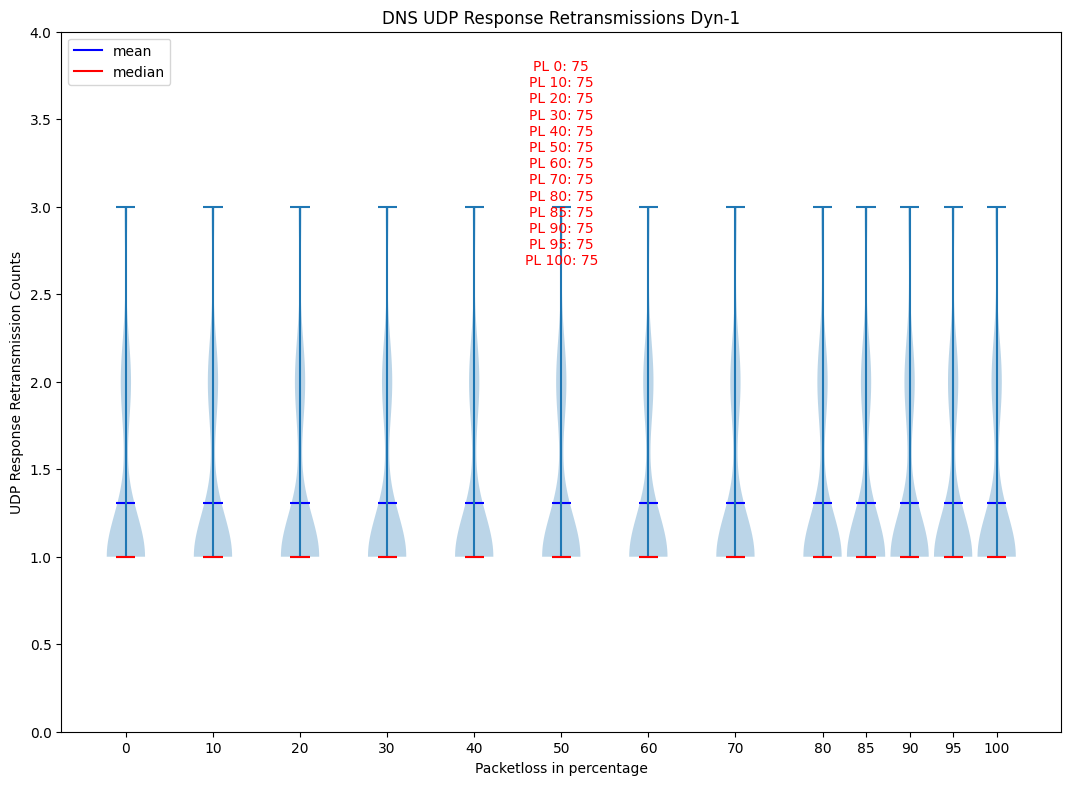 DNS UDP Response Retransmissions Dyn-1
mean
median
PL 0: 75
PL 10: 75
PL 20: 75
PL 30: 75
PL 40: 75
PL 50: 75
PL 60: 75
PL 70: 75
PL 80: 75
PL 85: 75
PL 90: 75
PL 95: 75
PL 100: 75
UDP Response Retransmission Counts
4.0
3.5
3.0
2.5
2.0
1.5
1.0
0.5
0.0
0 10 20 30 40 50 60 70 80 85 90 95 100
Packetloss in percentage